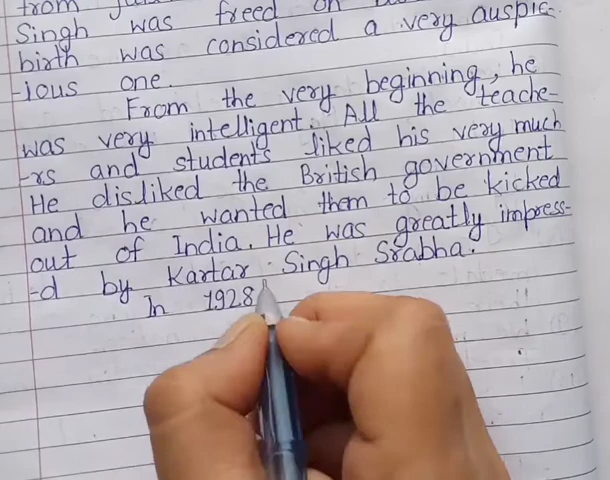 from
Singh was freed on
birth was considered a very auspic-
-ious one.
From the very beginning, he
was very intelligent. All the teache-
-rs and students liked his very much
He disliked the British government
and he wanted them to be kicked
out of India. He was greatly impress-
-d by Kartar Singh Srabha.
In 1928